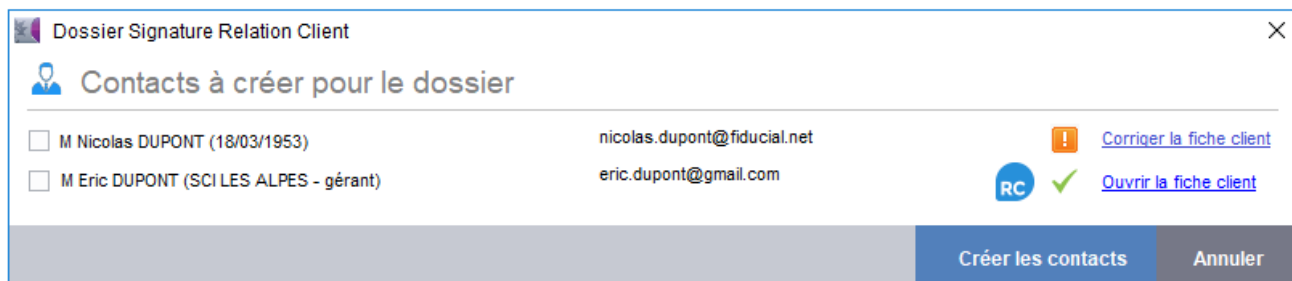 Dossier Signature Relation Client
Contacts à créer pour le dossier
M Nicolas DUPONT (18/03/1953) nicolas.dupont@fiducial.net Corriger la fiche client
M Eric DUPONT (SCI LES ALPES - gérant) eric.dupont@gmail.com RC Ouvrir la fiche client
Créer les contacts Annuler